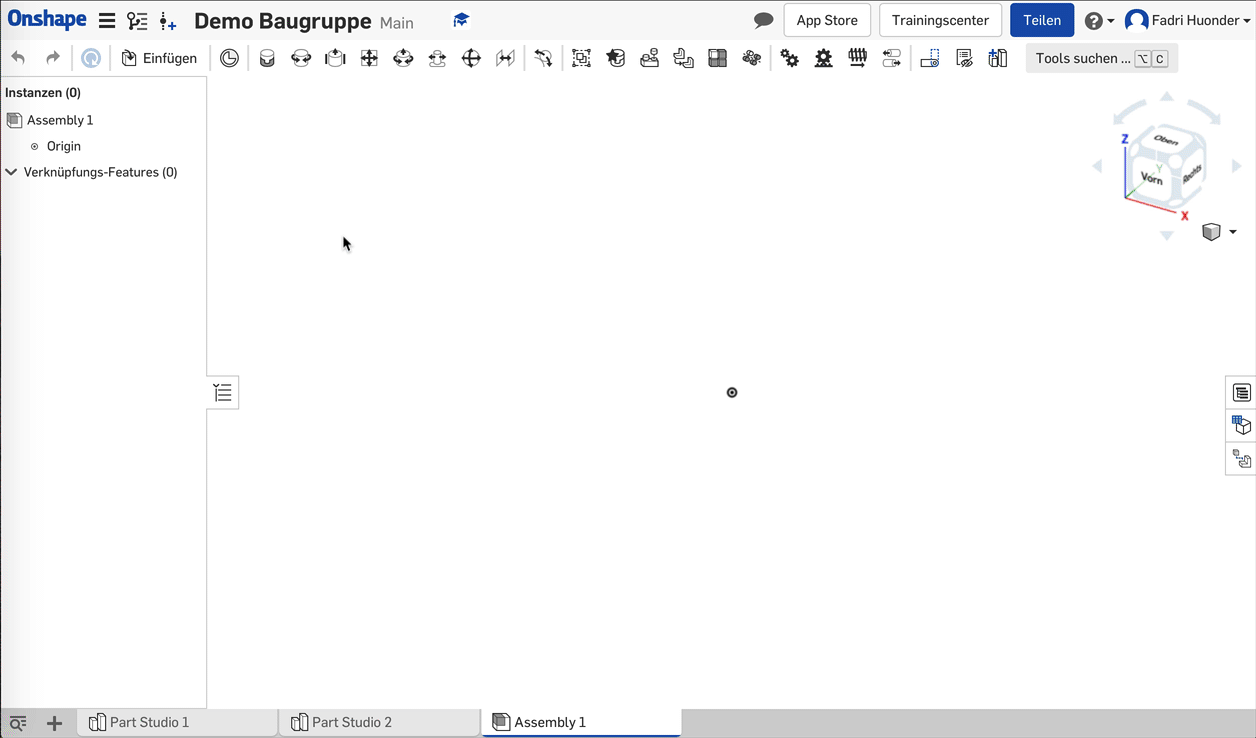 Onshape Demo Baugruppe Main App Store Trainingscenter Teilen Fadri Huonder
Einfügen Tools suchen ... ⌥ C
Instanzen (0)
Assembly 1
Origin
Verknüpfungs-Features (0)
Oben
Z
Y
Vorn
Rechts
X
Part Studio 1 Part Studio 2 Assembly 1